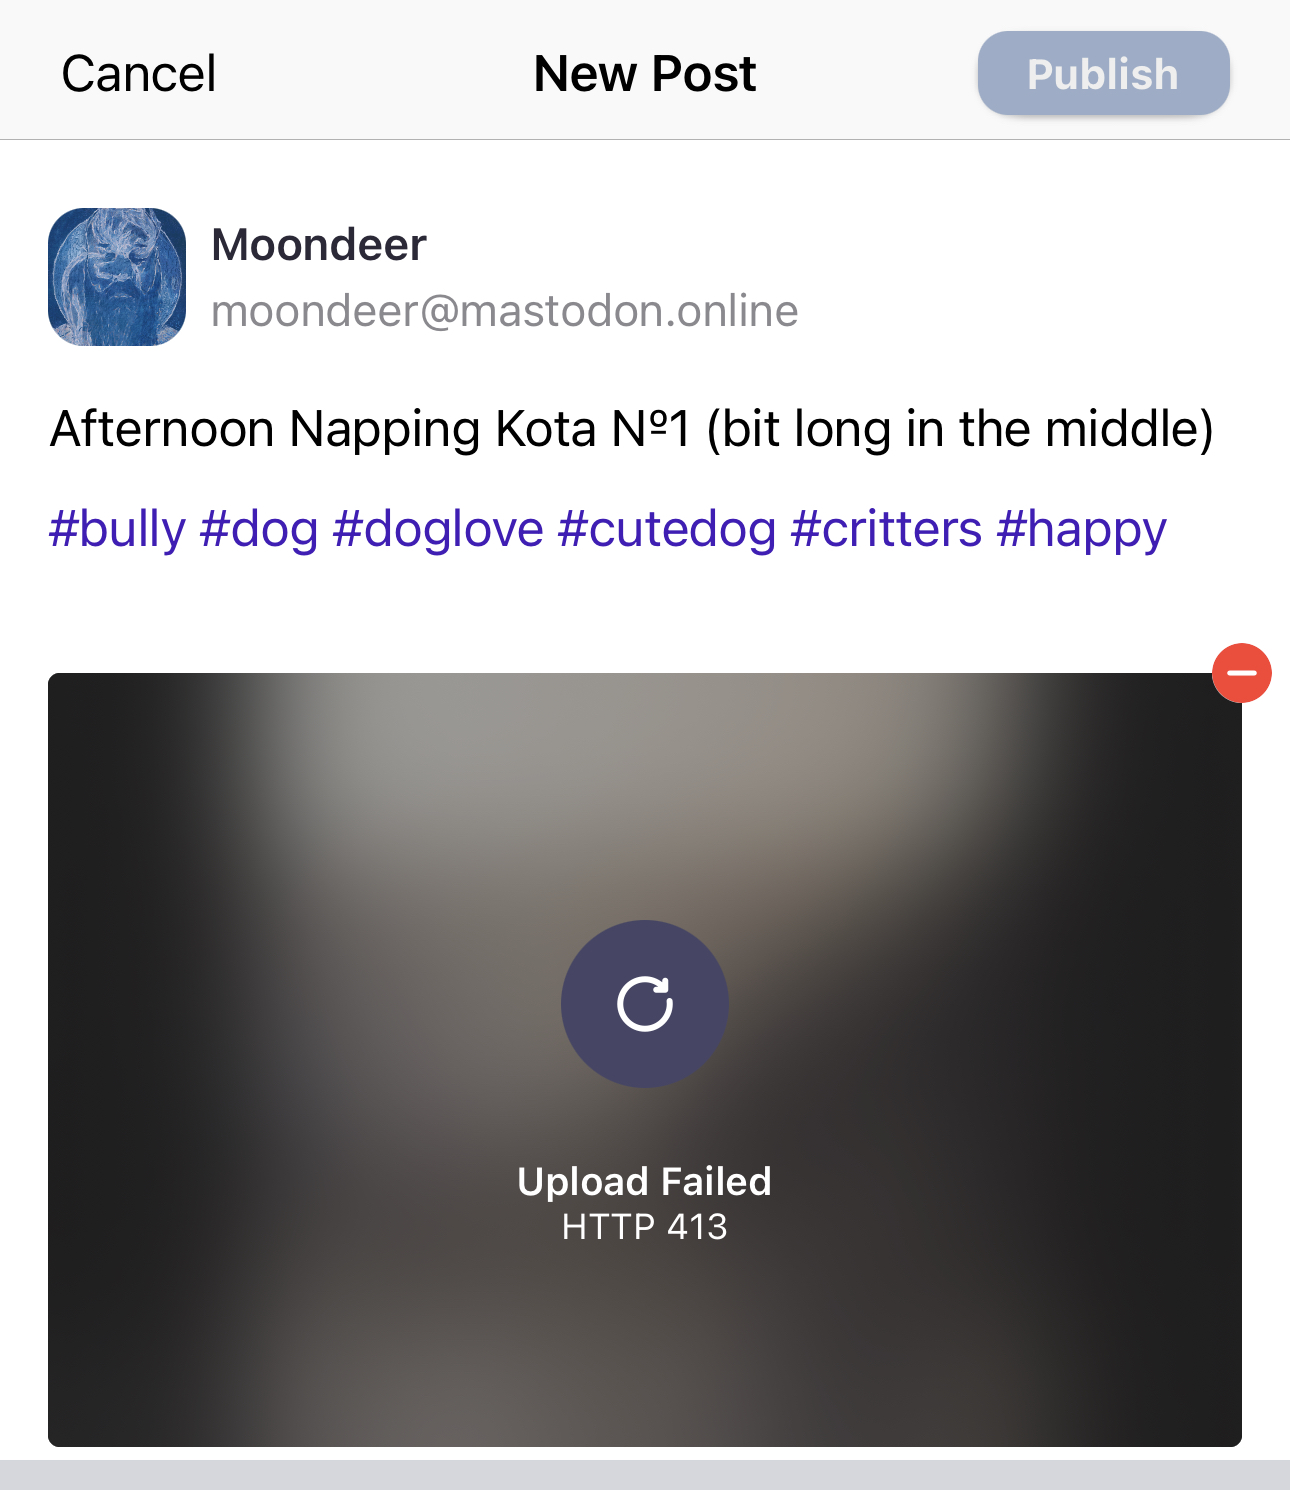 Cancel
New Post
Publish
Moondeer
moondeer@mastodon.online
Afternoon Napping Kota Nº1 (bit long in the middle)
#bully #dog #doglove #cutedog #critters #happy
Upload Failed
HTTP 413